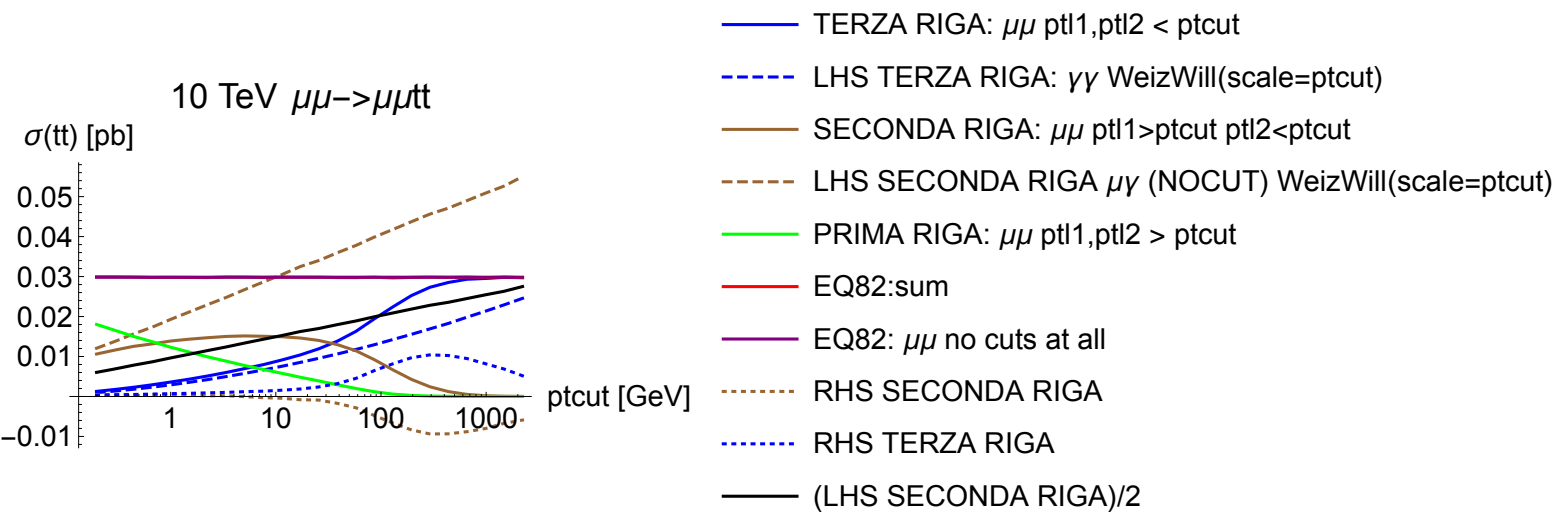 10 TeV μμ−>μμtt
σ(tt) [pb]
0.05
0.04
0.03
0.02
0.01
−0.01
1
10
100
1000
ptcut [GeV]
TERZA RIGA: μμ ptl1,ptl2 < ptcut
LHS TERZA RIGA: γγ WeizWill(scale=ptcut)
SECONDA RIGA: μμ ptl1>ptcut ptl2<ptcut
LHS SECONDA RIGA μγ (NOCUT) WeizWill(scale=ptcut)
PRIMA RIGA: μμ ptl1,ptl2 > ptcut
EQ82:sum
EQ82: μμ no cuts at all
RHS SECONDA RIGA
RHS TERZA RIGA
(LHS SECONDA RIGA)/2